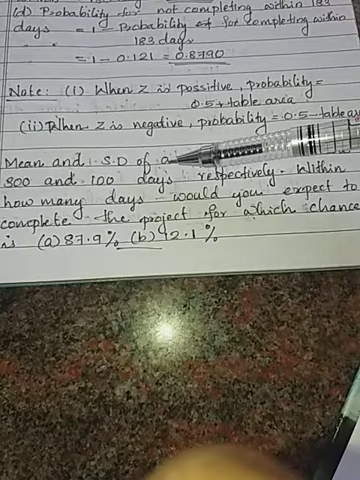 (d) Probability for not completing within 183
days = 1 - Probability of for completing within
183 days
= 1 - 0.121 = 0.8790
Note: (i) When Z is possitive, probability =
0.5 + table area
(ii) When Z is negative, probability = 0.5 - table area
Mean and S.D of a
300 and 100 days respectively. Within
how many days would you expect to
complete the project for which chance
is (a) 87.9% (b) 12.1%